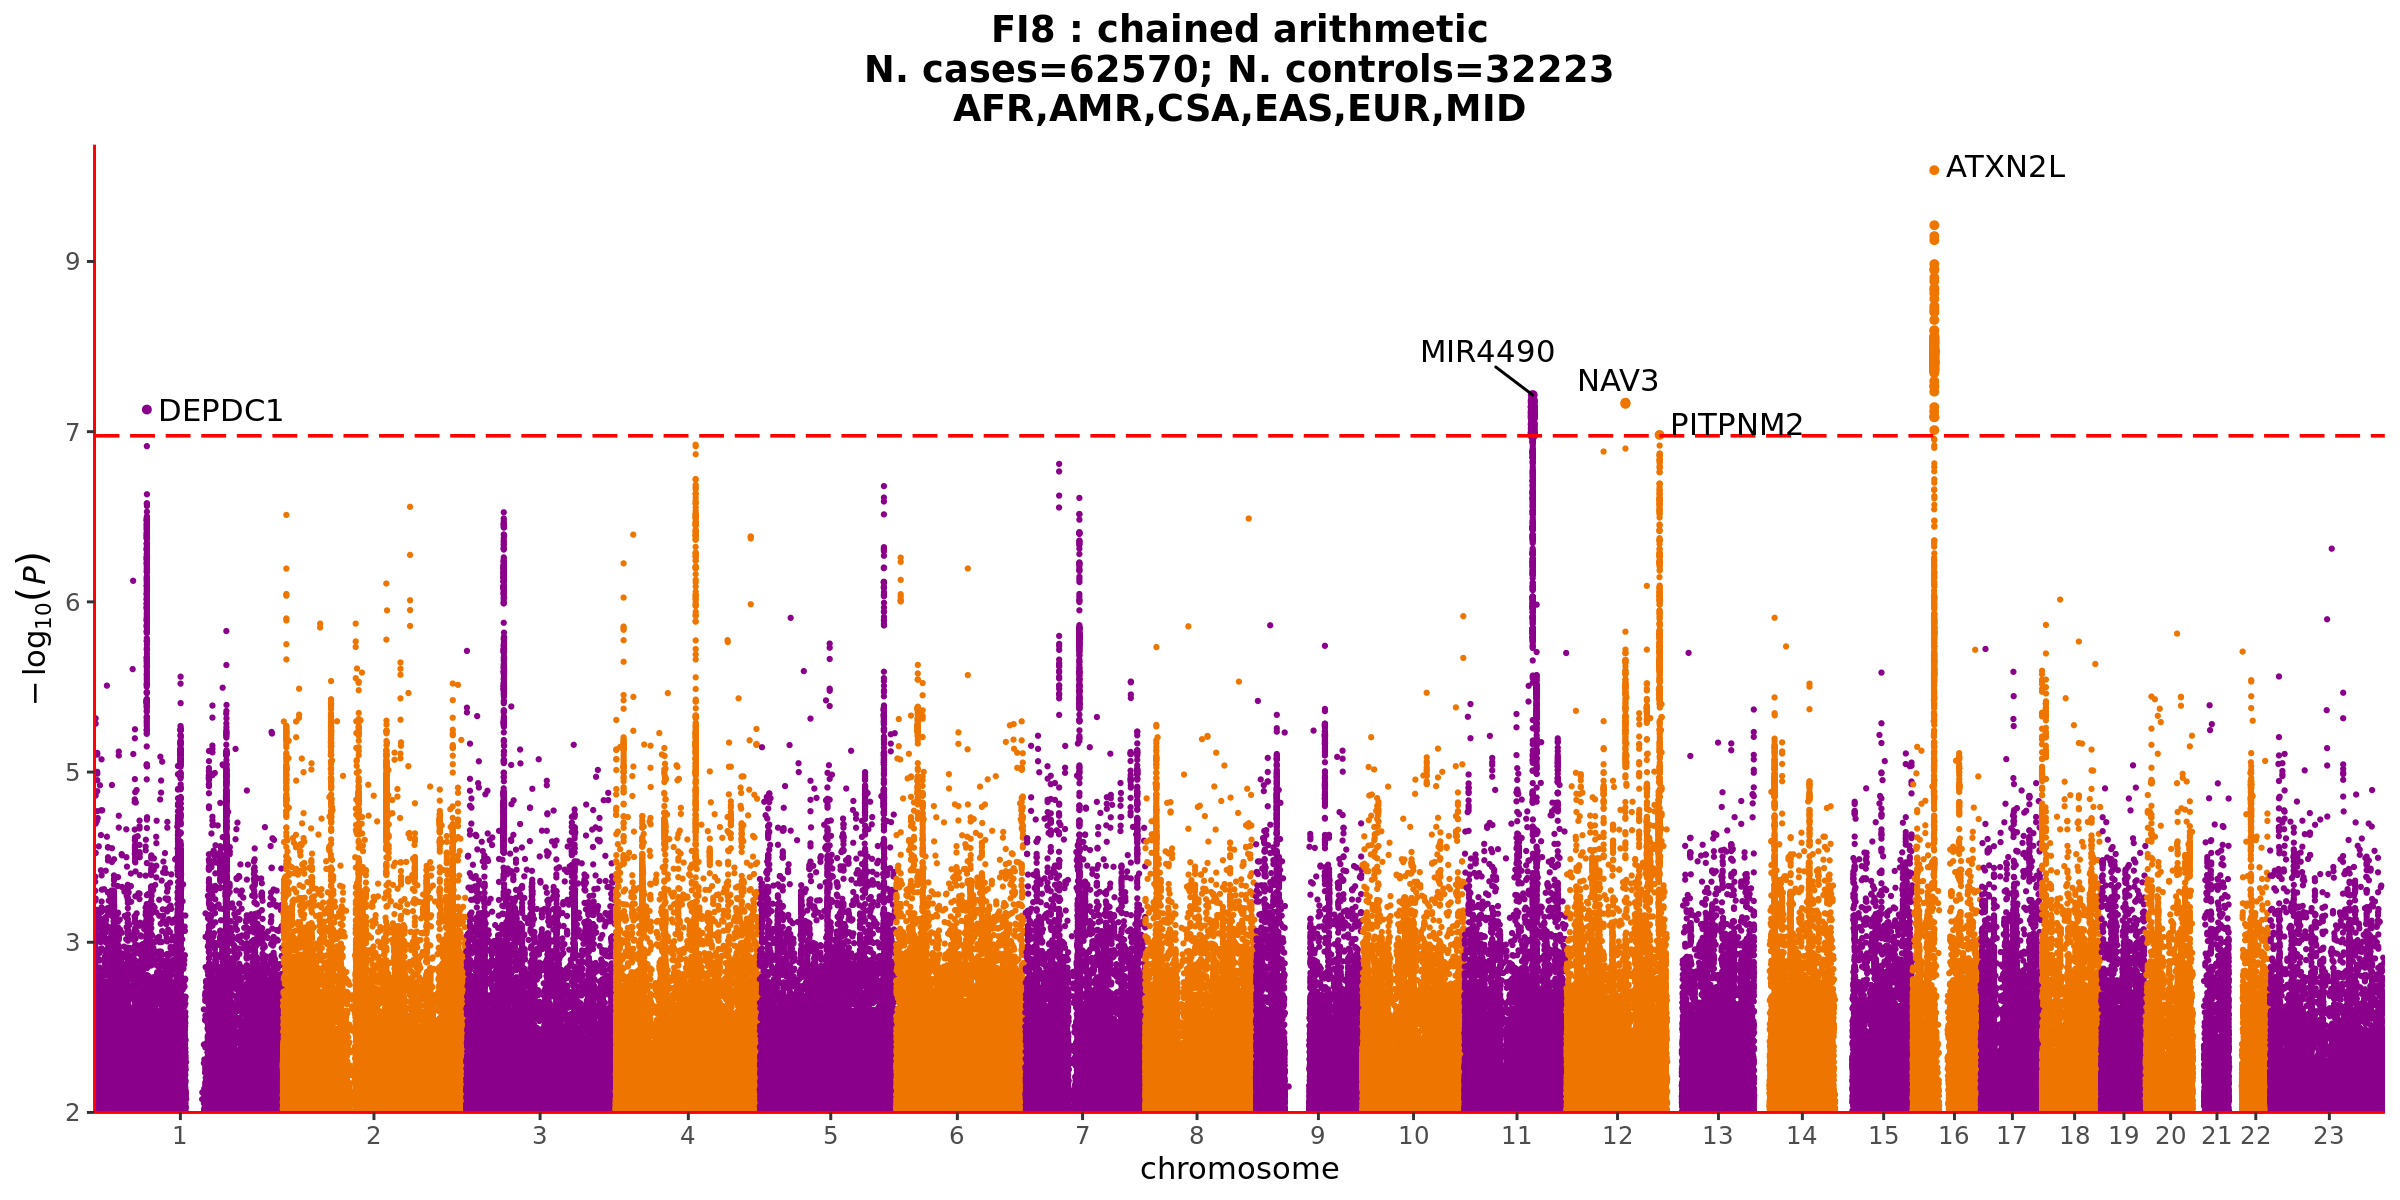 FI8 : chained arithmetic
N. cases=62570; N. controls=32223
AFR,AMR,CSA,EAS,EUR,MID
ATXN2L
9
MIR4490
NAV3
DEPDC1
PITPNM2
7
− log10(P)
6
5
3
2
1 2 3 4 5 6 7 8 9 10 11 12 13 14 15 16 17 18 19 20 21 22 23
chromosome